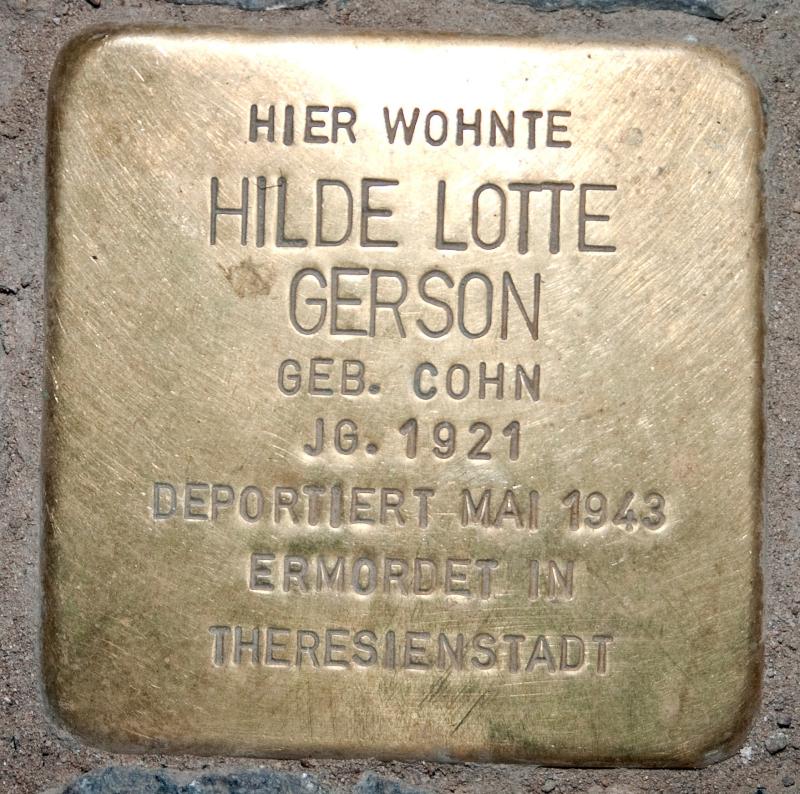 HIER WOHNTE
HILDE LOTTE
GERSON
GEB. COHN
JG. 1921
DEPORTIERT MAI 1943
ERMORDET IN
THERESIENSTADT